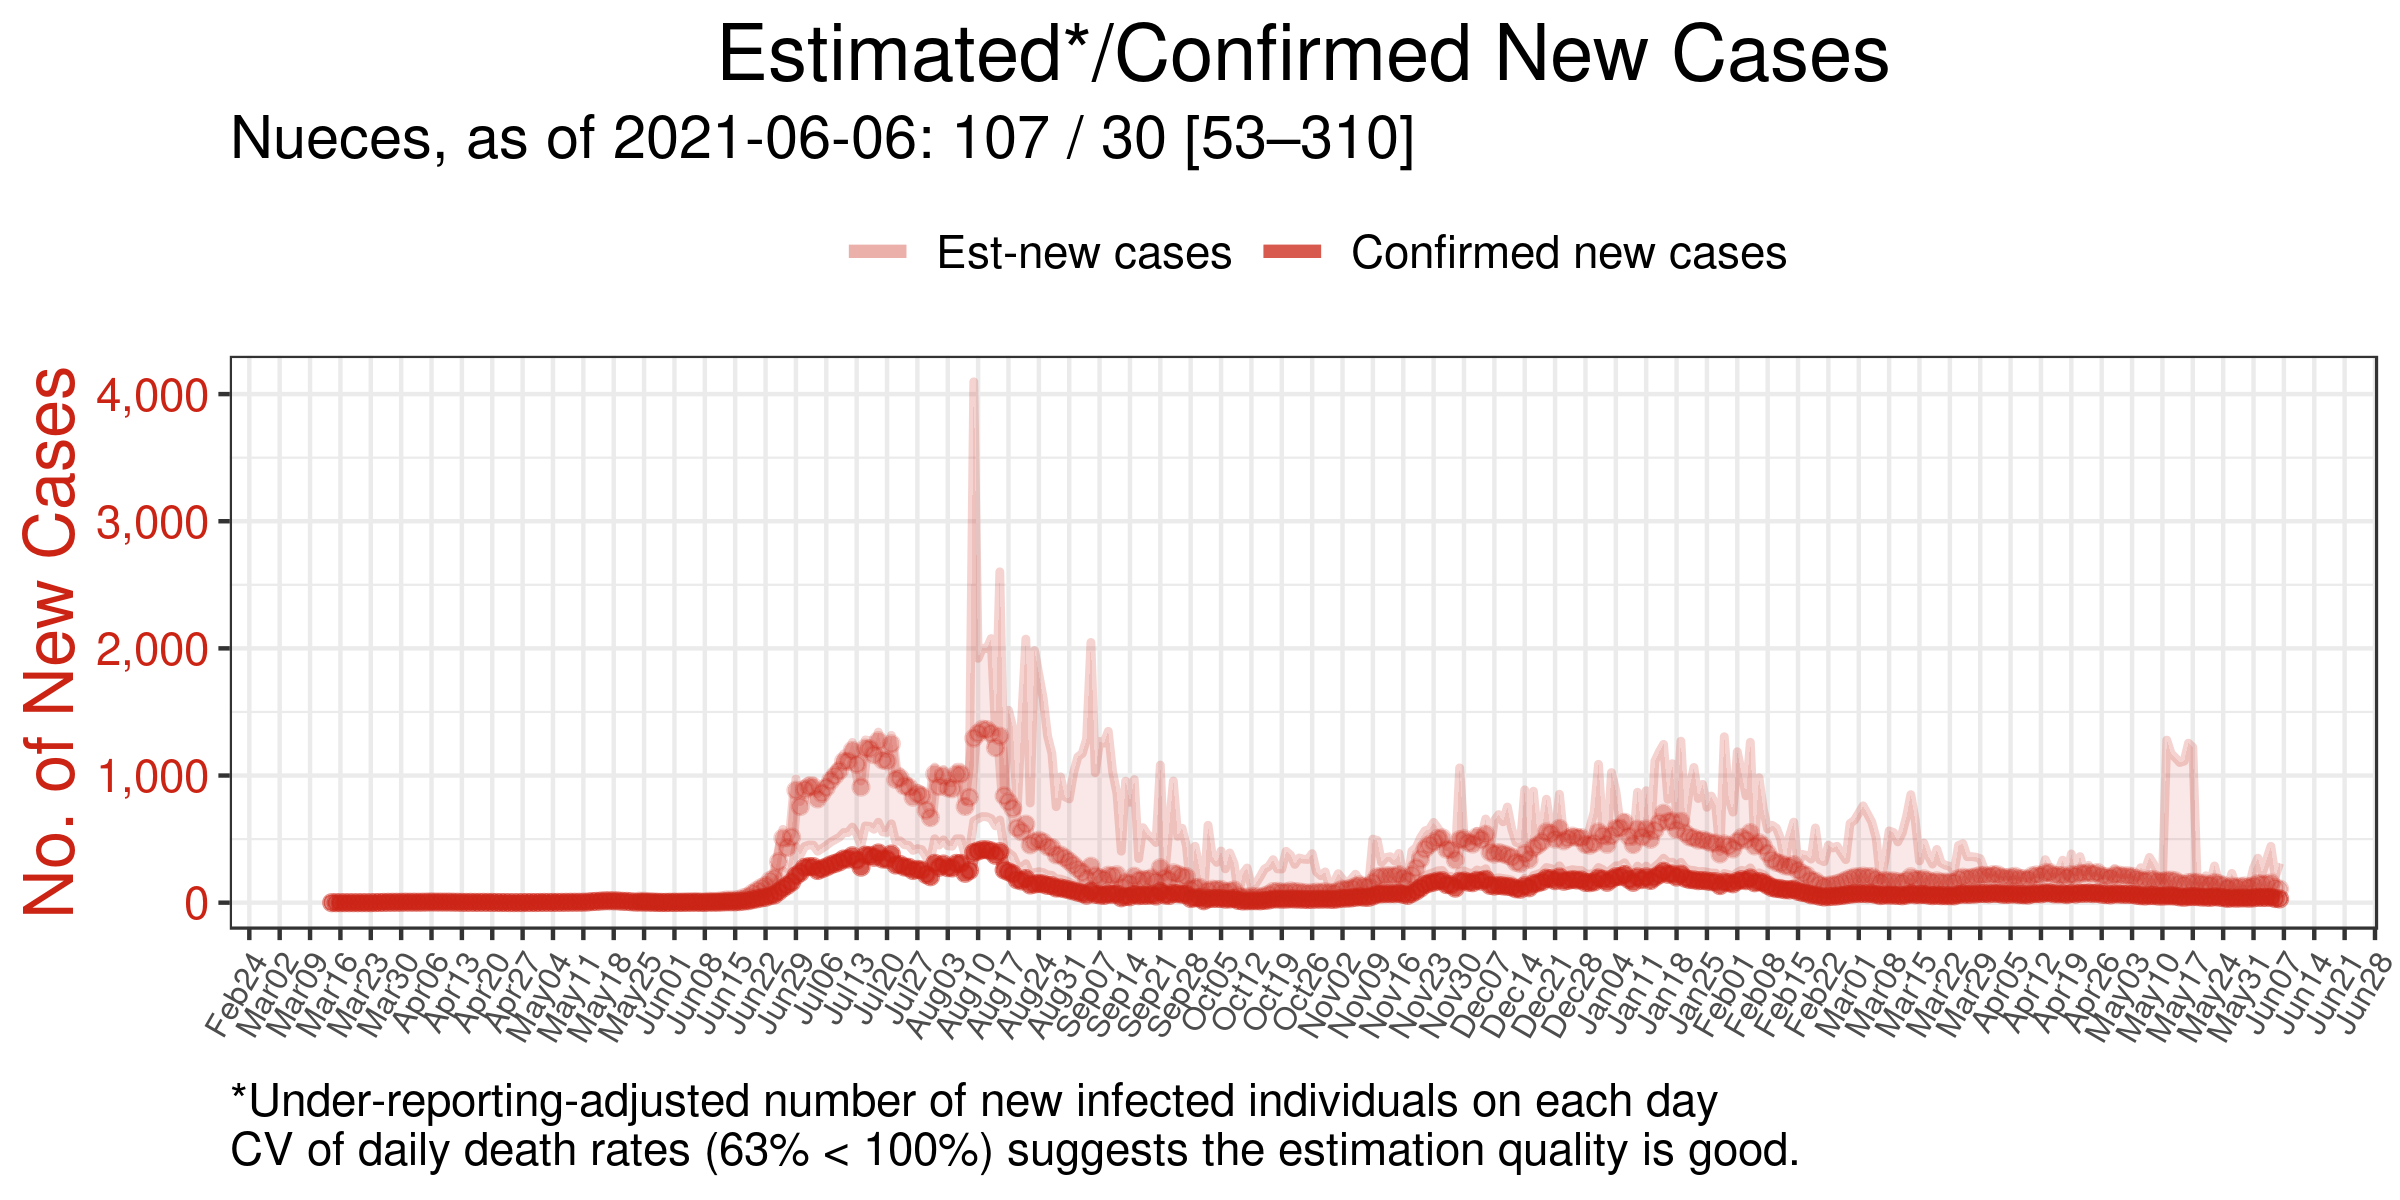 Estimated*/Confirmed New Cases
Nueces, as of 2021-06-06: 107 / 30 [53–310]
Est-new cases Confirmed new cases
No. of New Cases
4,000
3,000
2,000
1,000
0
Feb24 Mar02 Mar09 Mar16 Mar23 Mar30 Apr06 Apr13 Apr20 Apr27 May04 May11 May18 May25 Jun01 Jun08 Jun15 Jun22 Jun29 Jul06 Jul13 Jul20 Jul27 Aug03 Aug10 Aug17 Aug24 Aug31 Sep07 Sep14 Sep21 Sep28 Oct05 Oct12 Oct19 Oct26 Nov02 Nov09 Nov16 Nov23 Nov30 Dec07 Dec14 Dec21 Dec28 Jan04 Jan11 Jan18 Jan25 Feb01 Feb08 Feb15 Feb22 Mar01 Mar08 Mar15 Mar22 Mar29 Apr05 Apr12 Apr19 Apr26 May03 May10 May17 May24 May31 Jun07 Jun14 Jun21 Jun28
*Under-reporting-adjusted number of new infected individuals on each day
CV of daily death rates (63% < 100%) suggests the estimation quality is good.